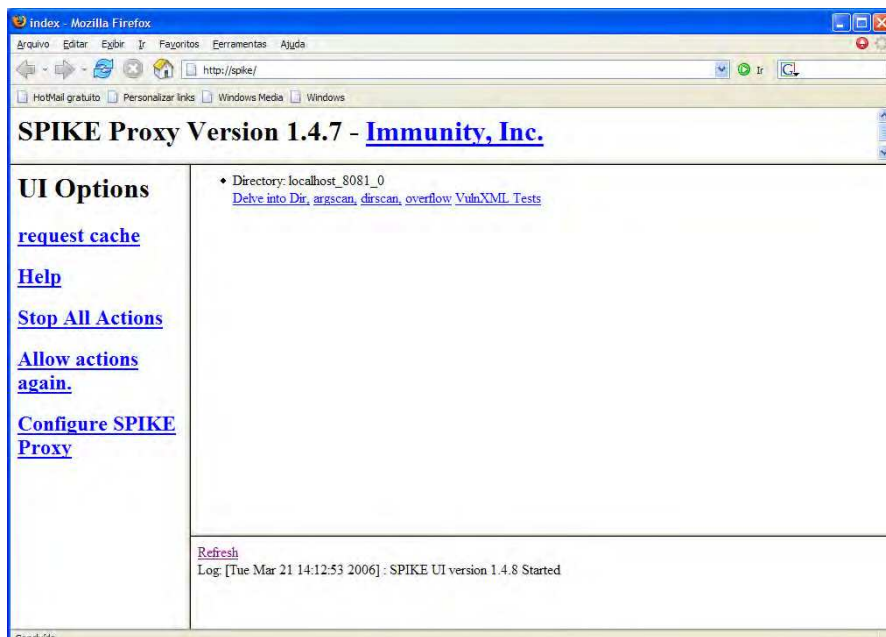 index - Mozilla Firefox
Arquivo Editar Exibir Ir Favoritos Ferramentas Ajuda
http://spike/
Ir
HotMail gratuito Personalizar links Windows Media Windows
SPIKE Proxy Version 1.4.7 - Immunity, Inc.
UI Options
request cache
Help
Stop All Actions
Allow actions
again.
Configure SPIKE
Proxy
Directory: localhost_8081_0
Delve into Dir, argscan, dirscan, overflow VulnXML Tests
Refresh
Log: [Tue Mar 21 14:12:53 2006] : SPIKE UI version 1.4.8 Started